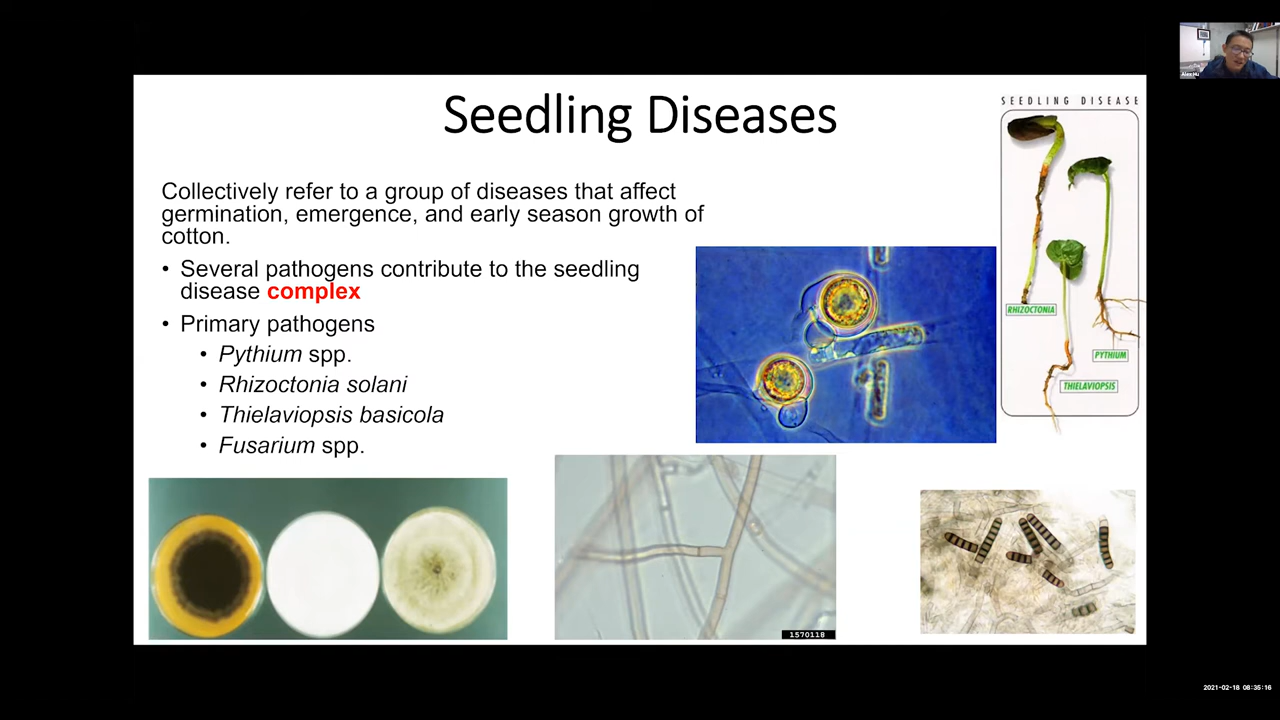 Seedling Diseases
Collectively refer to a group of diseases that affect
germination, emergence, and early season growth of
cotton.
• Several pathogens contribute to the seedling
disease complex
• Primary pathogens
• Pythium spp.
• Rhizoctonia solani
• Thielaviopsis basicola
• Fusarium spp.
SEEDLING DISEASE
RHIZOCTONIA
PYTHIUM
THIELAVIOPSIS
1570118
Alex Hu
2021-02-18 08:35:16